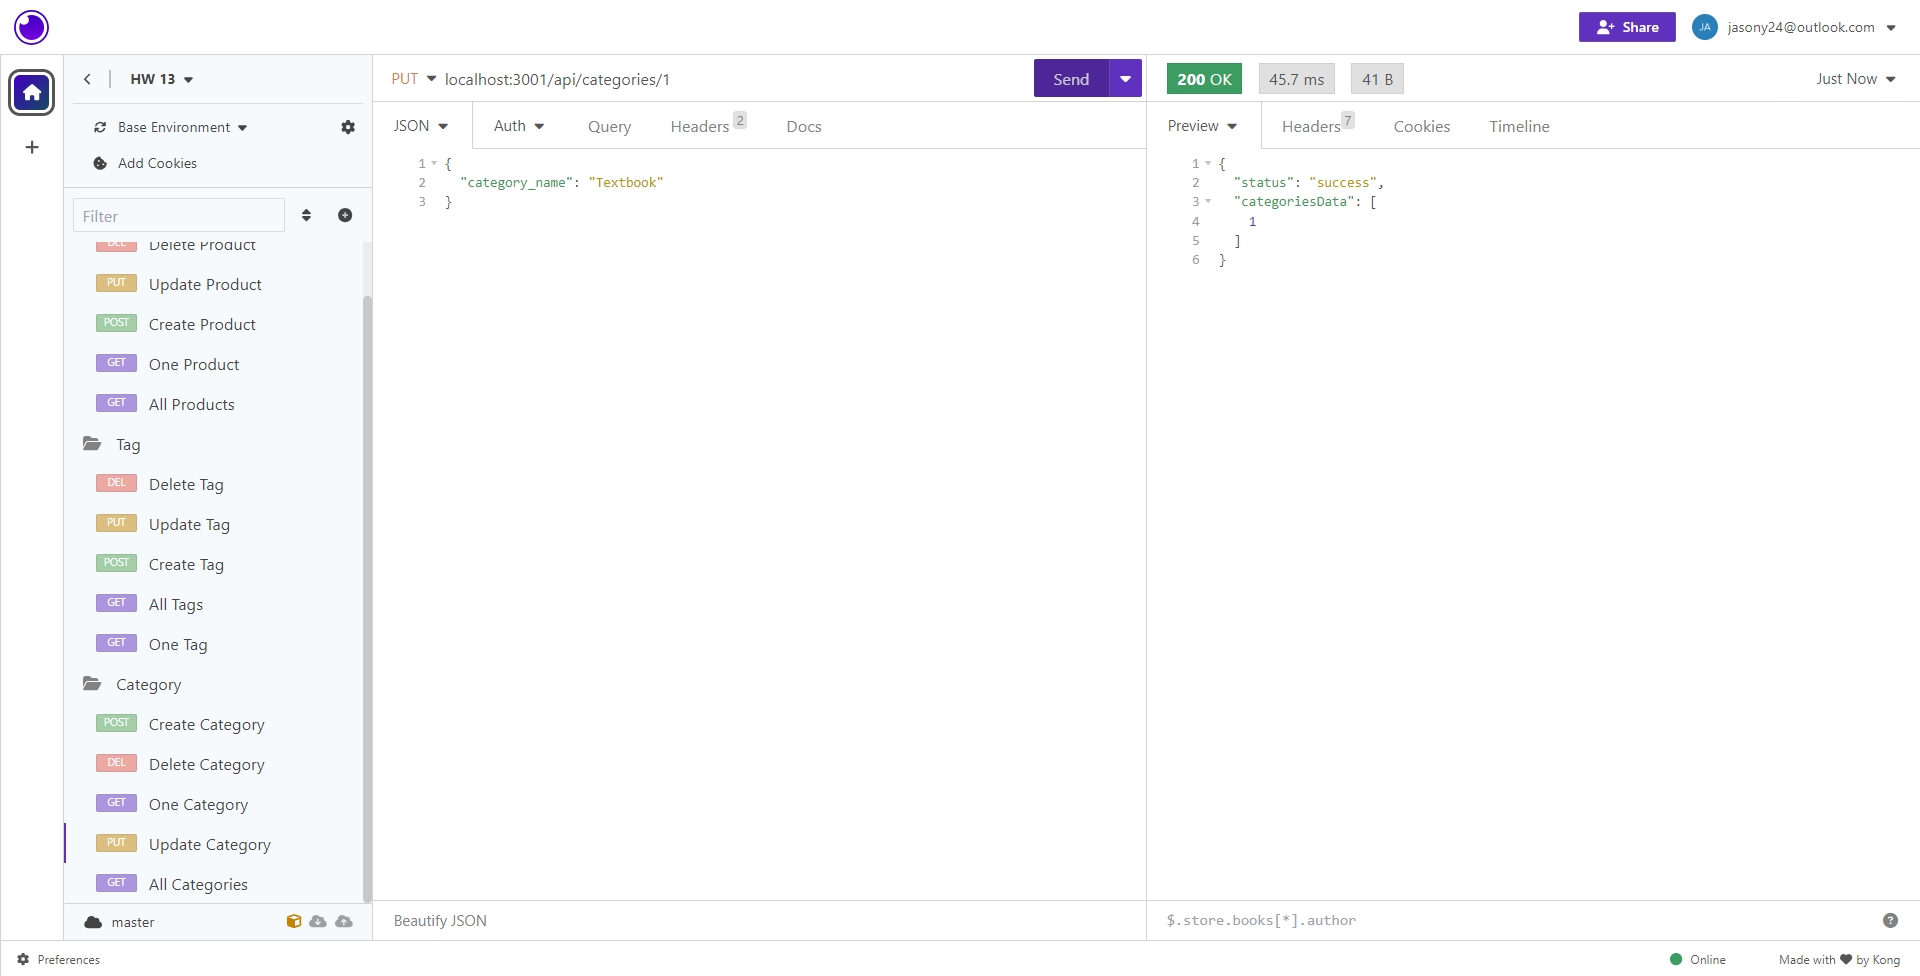 Share
JA
jasony24@outlook.com
HW 13
PUT
localhost:3001/api/categories/1
Send
200 OK
45.7 ms
41 B
Just Now
Base Environment
Add Cookies
JSON
Auth
Query
Headers 2
Docs
Preview
Headers 7
Cookies
Timeline
Filter
DEL Delete Product
PUT Update Product
POST Create Product
GET One Product
GET All Products
Tag
DEL Delete Tag
PUT Update Tag
POST Create Tag
GET All Tags
GET One Tag
Category
POST Create Category
DEL Delete Category
GET One Category
PUT Update Category
GET All Categories
master
1 {
2 "category_name": "Textbook"
3 }
Beautify JSON
1 {
2 "status": "success",
3 "categoriesData": [
4 1
5 ]
6 }
$.store.books[*].author
?
Preferences
Online
Made with ♥ by Kong